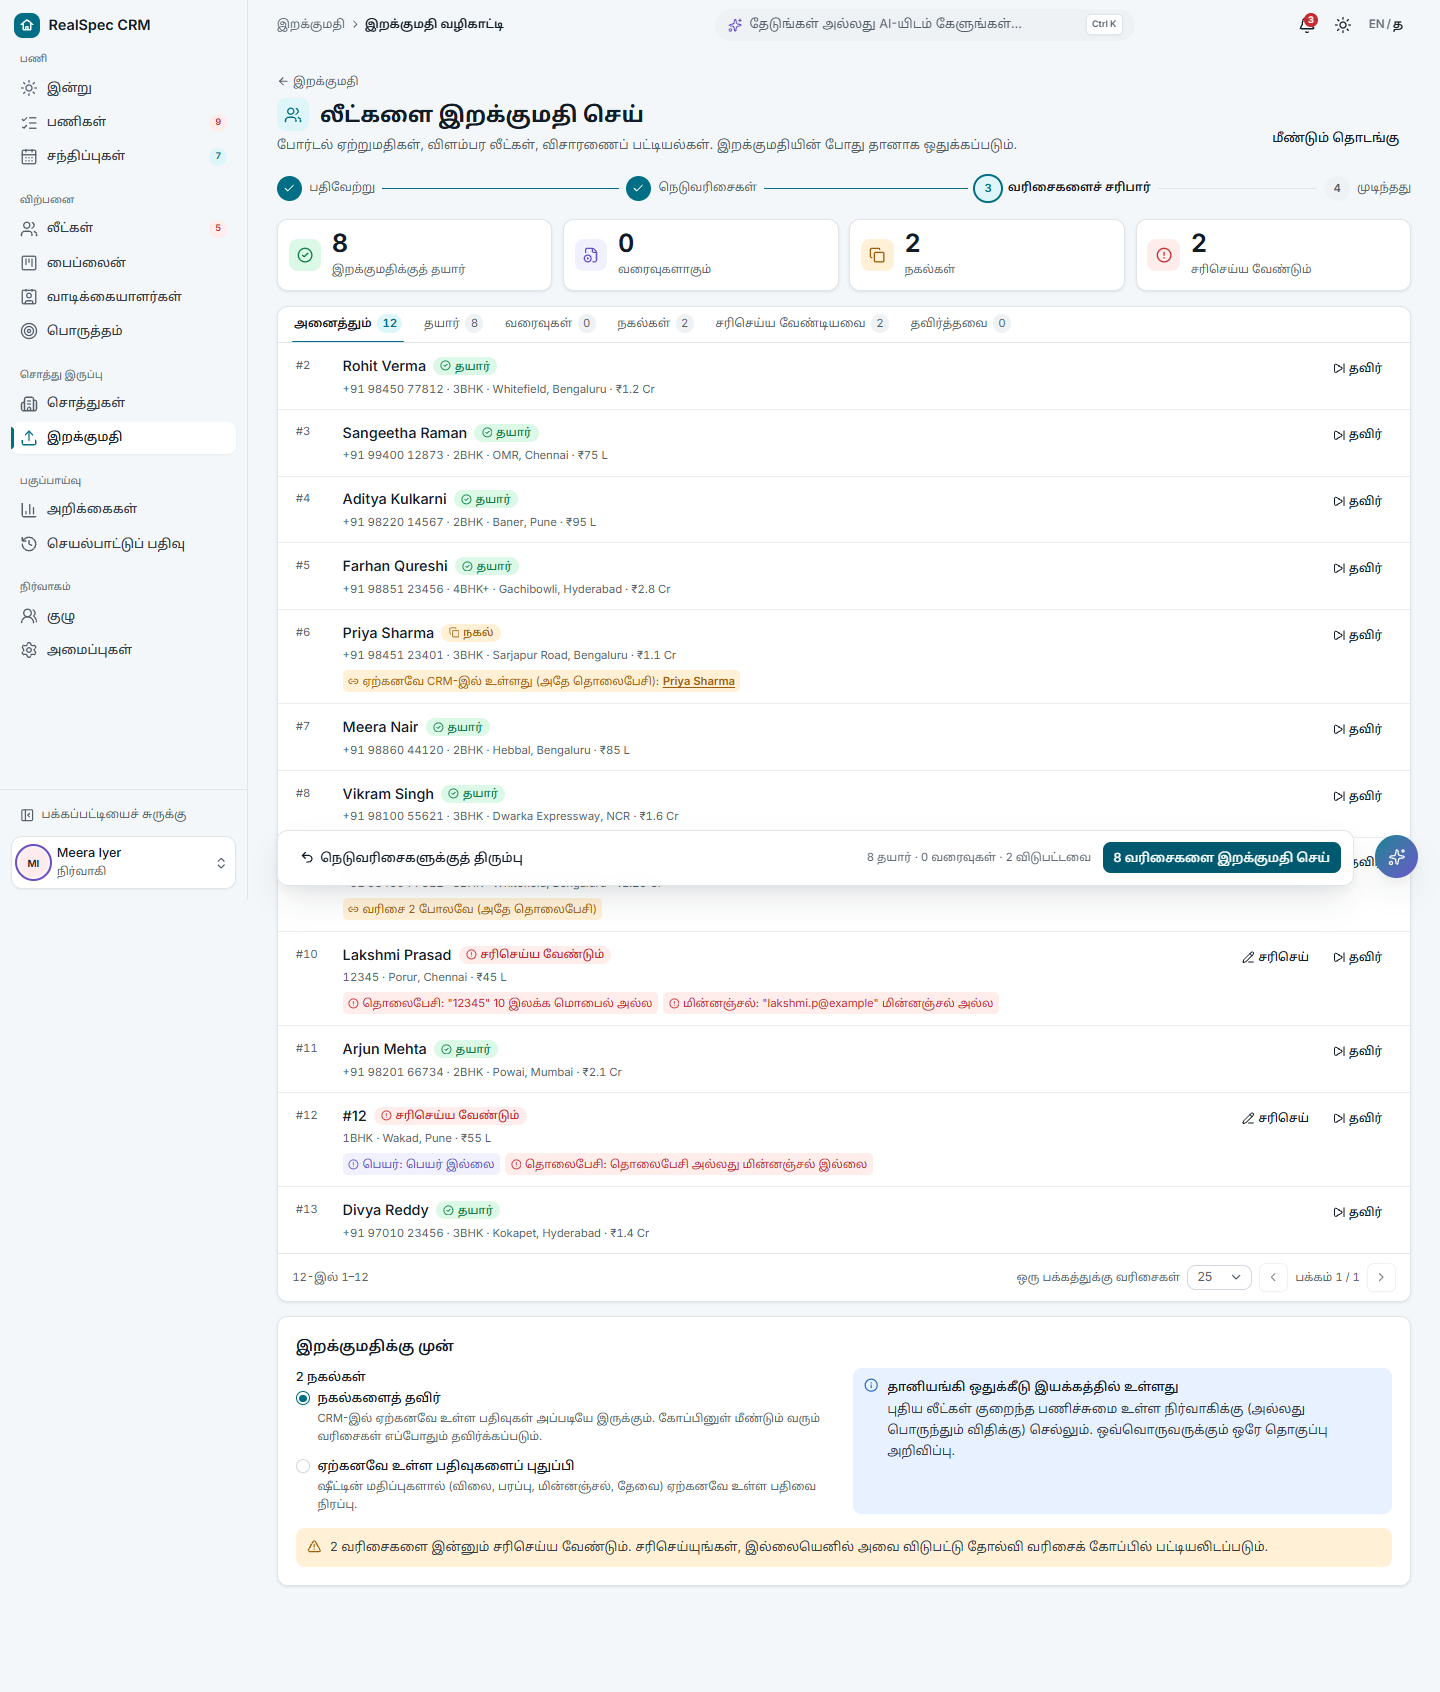 RealSpec CRM
பணி
இன்று
பணிகள் 9
சந்திப்புகள் 7
விற்பனை
லீட்கள் 5
பைப்லைன்
வாடிக்கையாளர்கள்
பொருத்தம்
சொத்து இருப்பு
சொத்துகள்
இறக்குமதி
பகுப்பாய்வு
அறிக்கைகள்
செயல்பாட்டுப் பதிவு
நிர்வாகம்
குழு
அமைப்புகள்
பக்கப்பட்டியைச் சுருக்கு
MI Meera Iyer
நிர்வாகி
இறக்குமதி > இறக்குமதி வழிகாட்டி
தேடுங்கள் அல்லது AI-யிடம் கேளுங்கள்... Ctrl K
3
EN / த
← இறக்குமதி
லீட்களை இறக்குமதி செய்
போர்டல் ஏற்றுமதிகள், விளம்பர லீட்கள், விசாரணைப் பட்டியல்கள். இறக்குமதியின் போது தானாக ஒதுக்கப்படும்.
மீண்டும் தொடங்கு
பதிவேற்று நெடுவரிசைகள் 3 வரிசைகளைச் சரிபார் 4 முடிந்தது
8 இறக்குமதிக்குத் தயார்
0 வரைவுகளாகும்
2 நகல்கள்
2 சரிசெய்ய வேண்டும்
அனைத்தும் 12 தயார் 8 வரைவுகள் 0 நகல்கள் 2 சரிசெய்ய வேண்டியவை 2 தவிர்த்தவை 0
#2 Rohit Verma தயார் தவிர்
+91 98450 77812 · 3BHK · Whitefield, Bengaluru · ₹1.2 Cr
#3 Sangeetha Raman தயார் தவிர்
+91 99400 12873 · 2BHK · OMR, Chennai · ₹75 L
#4 Aditya Kulkarni தயார் தவிர்
+91 98220 14567 · 2BHK · Baner, Pune · ₹95 L
#5 Farhan Qureshi தயார் தவிர்
+91 98851 23456 · 4BHK+ · Gachibowli, Hyderabad · ₹2.8 Cr
#6 Priya Sharma நகல் தவிர்
+91 98451 23401 · 3BHK · Sarjapur Road, Bengaluru · ₹1.1 Cr
ஏற்கனவே CRM-இல் உள்ளது (அதே தொலைபேசி): Priya Sharma
#7 Meera Nair தயார் தவிர்
+91 98860 44120 · 2BHK · Hebbal, Bengaluru · ₹85 L
#8 Vikram Singh தயார் தவிர்
+91 98100 55621 · 3BHK · Dwarka Expressway, NCR · ₹1.6 Cr
நெடுவரிசைகளுக்குத் திரும்பு 8 தயார் · 0 வரைவுகள் · 2 விடுபட்டவை 8 வரிசைகளை இறக்குமதி செய்
வரிசை 2 போலவே (அதே தொலைபேசி)
#10 Lakshmi Prasad சரிசெய்ய வேண்டும் சரிசெய் தவிர்
12345 · Porur, Chennai · ₹45 L
தொலைபேசி: "12345" 10 இலக்க மொபைல் அல்ல மின்னஞ்சல்: "lakshmi.p@example" மின்னஞ்சல் அல்ல
#11 Arjun Mehta தயார் தவிர்
+91 98201 66734 · 2BHK · Powai, Mumbai · ₹2.1 Cr
#12 #12 சரிசெய்ய வேண்டும் சரிசெய் தவிர்
1BHK · Wakad, Pune · ₹55 L
பெயர்: பெயர் இல்லை தொலைபேசி: தொலைபேசி அல்லது மின்னஞ்சல் இல்லை
#13 Divya Reddy தயார் தவிர்
+91 97010 23456 · 3BHK · Kokapet, Hyderabad · ₹1.4 Cr
12-இல் 1–12 ஒரு பக்கத்துக்கு வரிசைகள் 25 பக்கம் 1 / 1
இறக்குமதிக்கு முன்
2 நகல்கள்
நகல்களைத் தவிர்
CRM-இல் ஏற்கனவே உள்ள பதிவுகள் அப்படியே இருக்கும். கோப்பினுள் மீண்டும் வரும்
வரிசைகள் எப்போதும் தவிர்க்கப்படும்.
ஏற்கனவே உள்ள பதிவுகளைப் புதுப்பி
ஷீட்டின் மதிப்புகளால் (விலை, பரப்பு, மின்னஞ்சல், தேவை) ஏற்கனவே உள்ள பதிவை
நிரப்பு.
தானியங்கி ஒதுக்கீடு இயக்கத்தில் உள்ளது
புதிய லீட்கள் குறைந்த பணிச்சுமை உள்ள நிர்வாகிக்கு (அல்லது
பொருந்தும் விதிக்கு) செல்லும். ஒவ்வொருவருக்கும் ஒரே தொகுப்பு
அறிவிப்பு.
2 வரிசைகளை இன்னும் சரிசெய்ய வேண்டும். சரிசெய்யுங்கள், இல்லையெனில் அவை விடுபட்டு தோல்வி வரிசைக் கோப்பில் பட்டியலிடப்படும்.